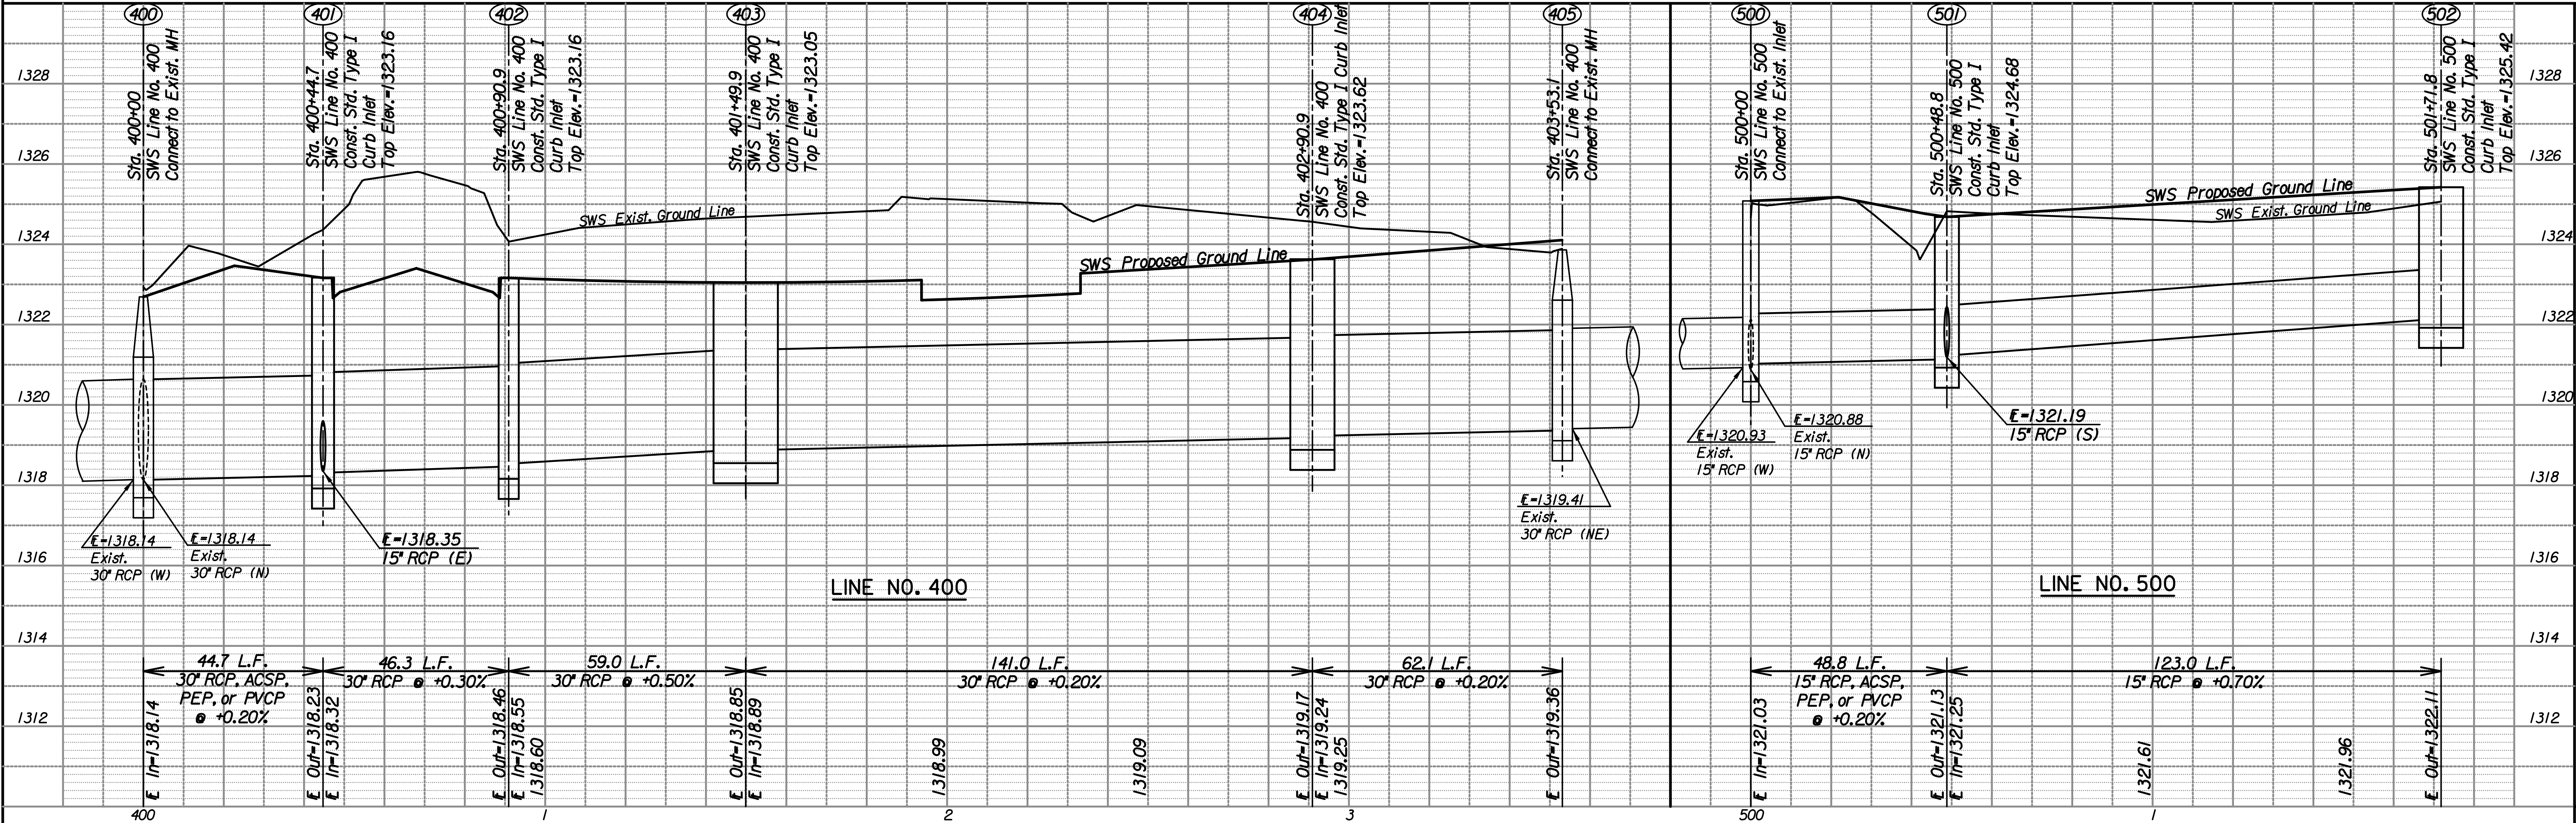 400
401
402
403
404
405
500
501
502
Sta. 400+00
SWS Line No. 400
Connect to Exist. MH
Sta. 400+44.7
SWS Line No. 400
Const. Std. Type I
Curb Inlet
Top Elev.=1323.16
Sta. 400+90.9
SWS Line No. 400
Const. Std. Type I
Curb Inlet
Top Elev.=1323.16
Sta. 401+49.9
SWS Line No. 400
Const. Std. Type I
Curb Inlet
Top Elev.=1323.05
Sta. 402+90.9
SWS Line No. 400
Const. Std. Type I Curb Inlet
Top Elev.=1323.62
Sta. 403+53.1
SWS Line No. 400
Connect to Exist. MH
Sta. 500+00
SWS Line No. 500
Connect to Exist. Inlet
Sta. 500+48.8
SWS Line No. 500
Const. Std. Type I
Curb Inlet
Top Elev.=1324.68
Sta. 501+71.8
SWS Line No. 500
Const. Std. Type I
Curb Inlet
Top Elev.=1325.42
1328
1328
1326
1326
1324
1324
1322
1322
1320
1320
1318
1318
1316
1316
1314
1314
1312
1312
SWS Exist. Ground Line
SWS Proposed Ground Line
SWS Proposed Ground Line
SWS Exist. Ground Line
℄=1318.14
Exist.
30" RCP (W)
℄=1318.14
Exist.
30" RCP (N)
℄=1318.35
15" RCP (E)
℄=1319.41
Exist.
30" RCP (NE)
℄=1320.93
Exist.
15" RCP (W)
℄=1320.88
Exist.
15" RCP (N)
℄=1321.19
15" RCP (S)
LINE NO. 400
LINE NO. 500
44.7 L.F.
30" RCP, ACSP,
PEP, or PVCP
@ +0.20%
46.3 L.F.
30" RCP @ +0.30%
59.0 L.F.
30" RCP @ +0.50%
141.0 L.F.
30" RCP @ +0.20%
62.1 L.F.
30" RCP @ +0.20%
48.8 L.F.
15" RCP, ACSP,
PEP, or PVCP
@ +0.20%
123.0 L.F.
15" RCP @ +0.70%
℄ In=1318.14
℄ Out=1318.23
℄ In=1318.32
℄ Out=1318.46
℄ In=1318.55
1318.60
℄ Out=1318.85
℄ In=1318.89
1318.99
1319.09
℄ Out=1319.17
℄ In=1319.24
1319.25
℄ Out=1319.36
℄ In=1321.03
℄ Out=1321.13
℄ In=1321.25
1321.61
1321.96
℄ Out=1322.11
400
1
2
3
500
1